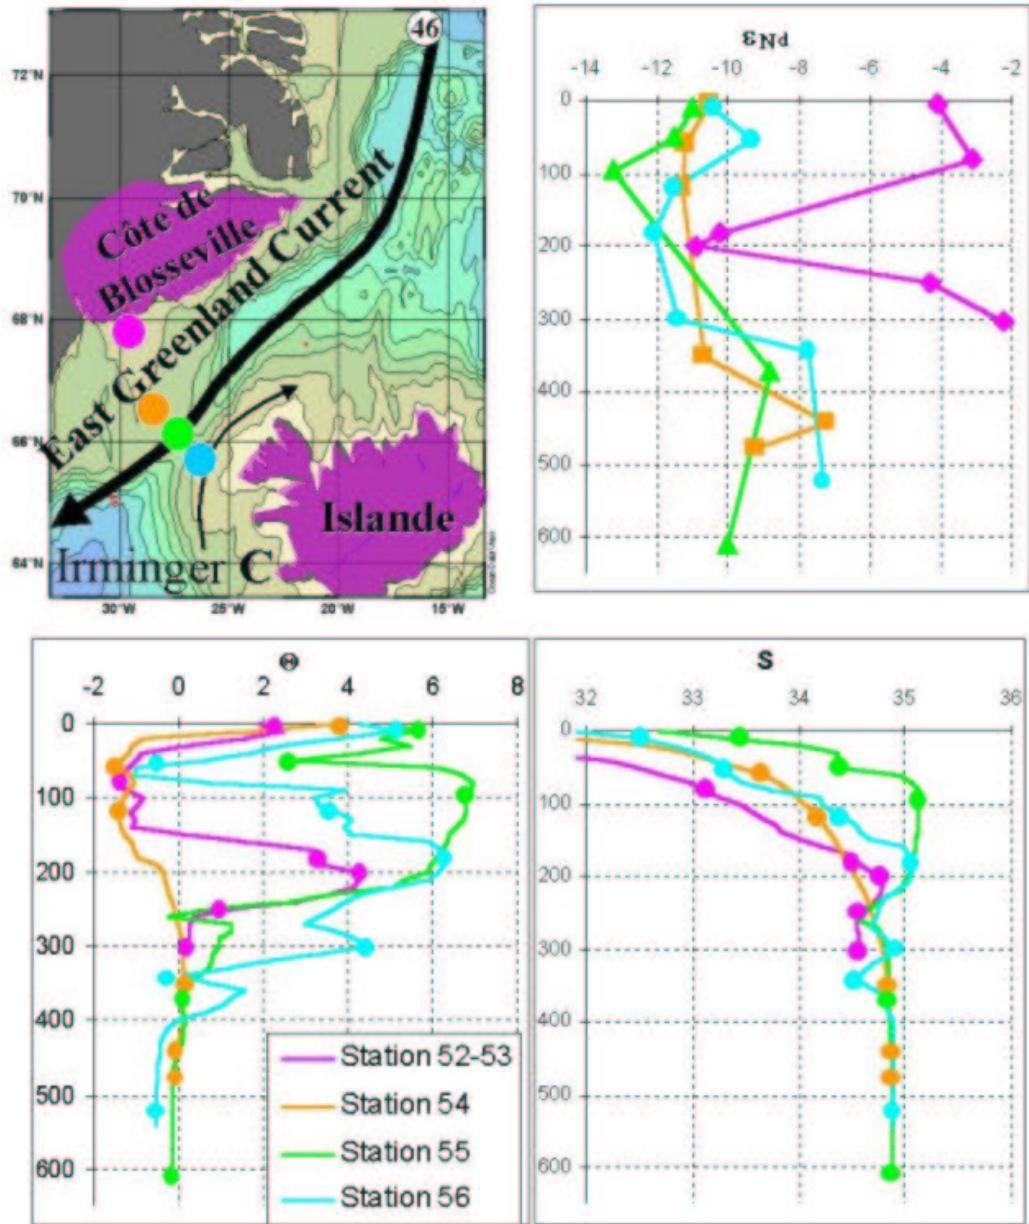 46
72°N
70°N
68°N
66°N
64°N
30°W
25°W
20°W
15°W
Côte de
Blosseville
East Greenland Current
Islande
Irminger C
εNd
-14
-12
-10
-8
-6
-4
-2
0
100
200
300
400
500
600
Θ
-2
0
2
4
6
8
0
100
200
300
400
500
600
Station 52-53
Station 54
Station 55
Station 56
S
32
33
34
35
36
0
100
200
300
400
500
600